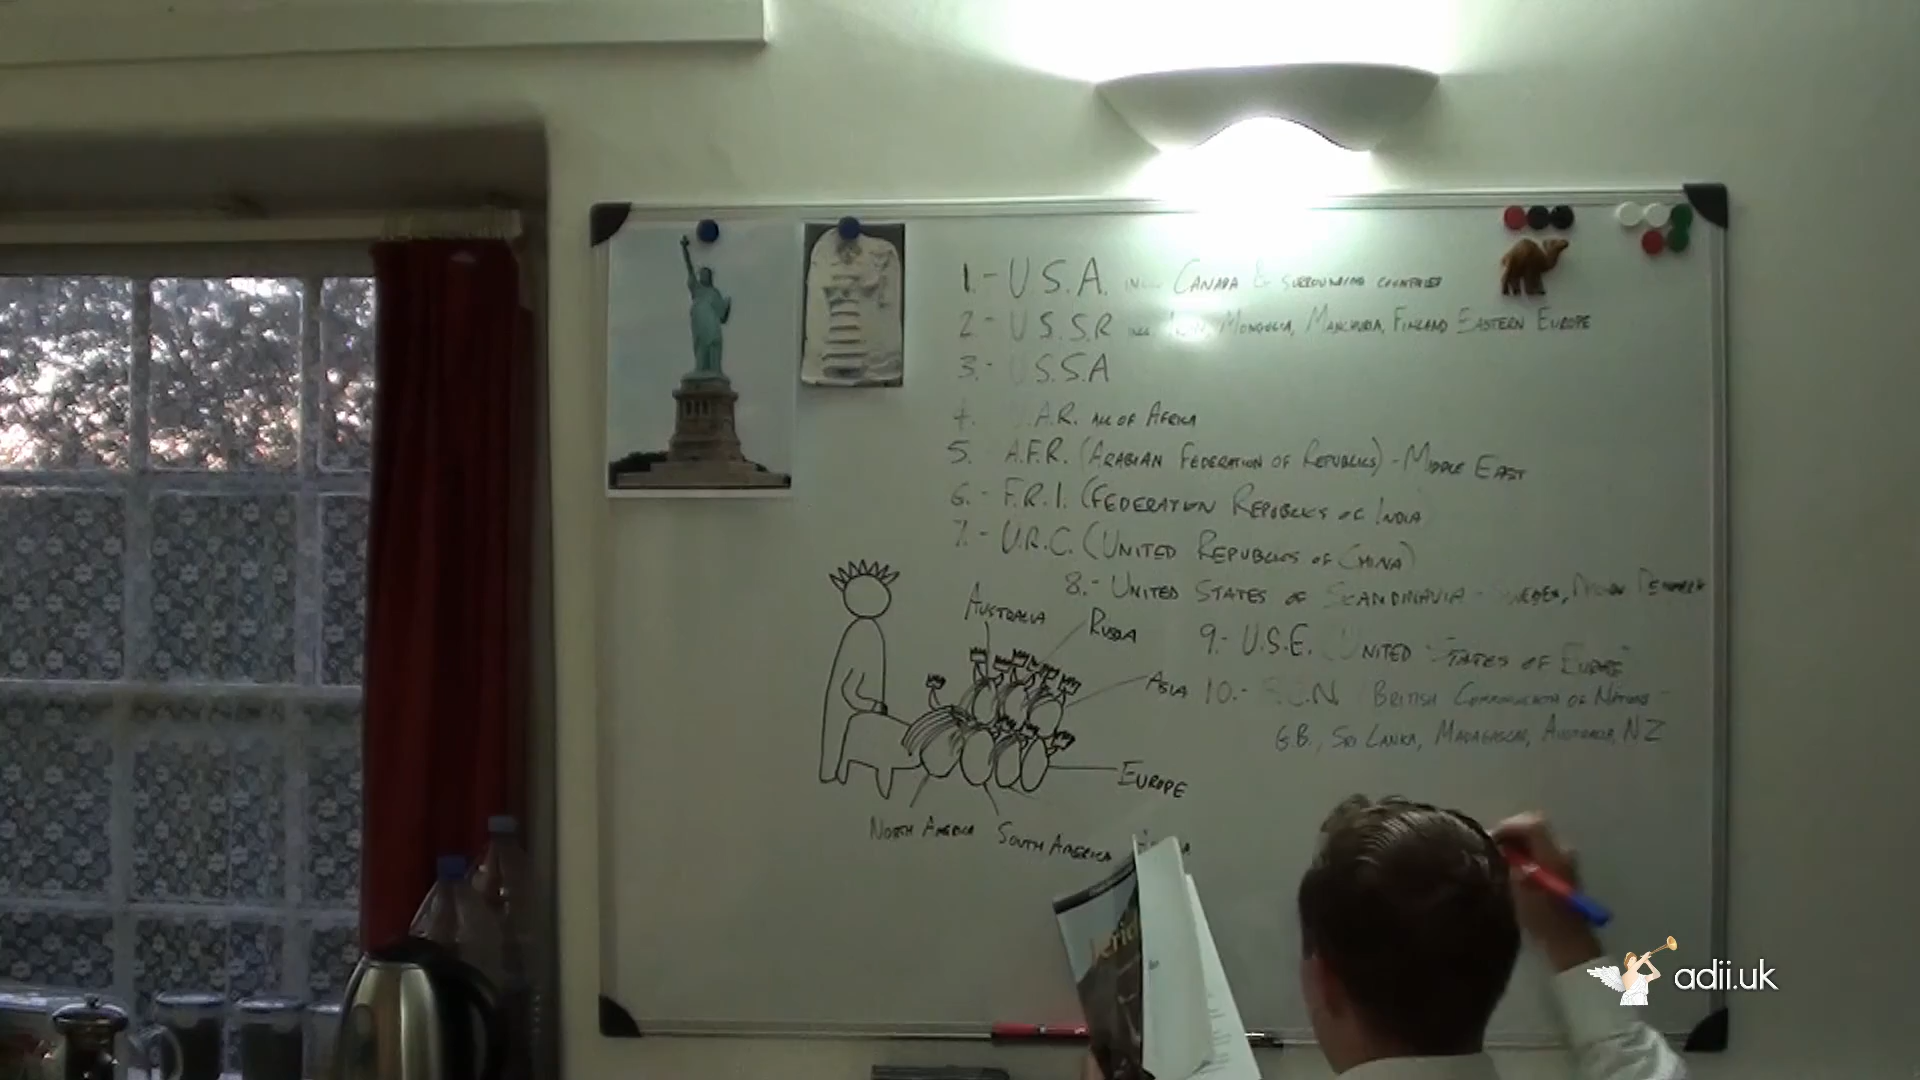 1.- U.S.A. Canada & surrounding countries
2- U.S.S.R incl. Mongolia, Manchuria, Finland Eastern Europe
3.- U S.S.A
4. .A.R. all of Africa
5. A.F.R. (Arabian Federation of Republics) - Middle East
6.- F.R.I. (Federation Republics of India)
7.- U.R.C. (United Republics of China)
8.- United States of Scandinavia - Sweden, Denmark
9.- U.S.E. (United States of Europe
10.- .C.N. (British Commonwealth of Nations -
G.B., Sri Lanka, Madagascar, Australia, NZ
Australia
Russia
Asia
Europe
North America
South America
adii.uk